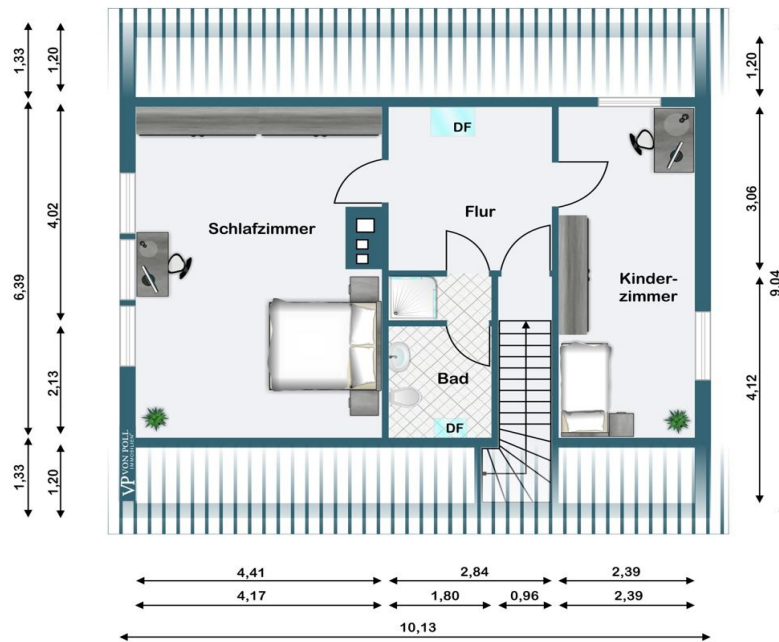 1,33
1,20
1,20
DF
4,02
3,06
Schlafzimmer
Flur
6,39
Kinder-
zimmer
9,04
2,13
Bad
4,12
DF
VP VON POLL
IMMOBILIEN
1,33
1,20
4,41
2,84
2,39
4,17
1,80
0,96
2,39
10,13